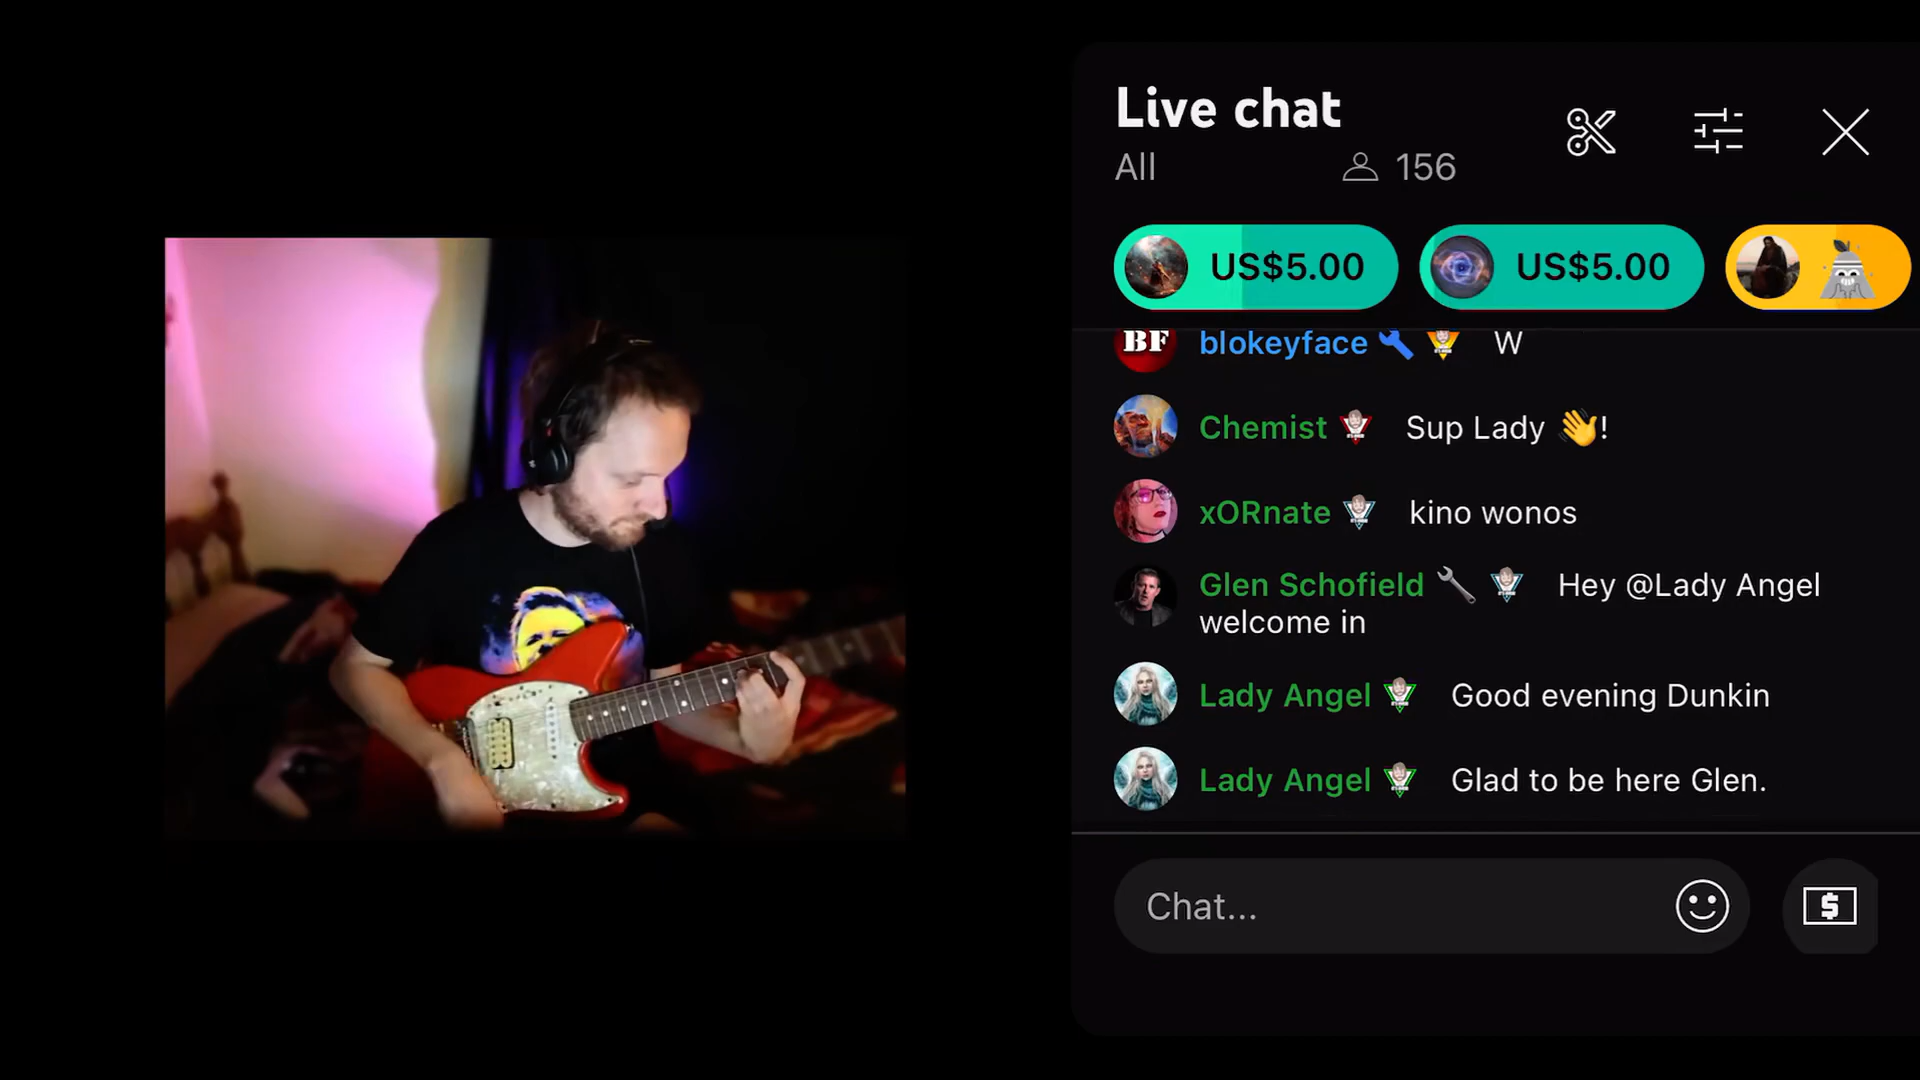 Live chat
All 156
US$5.00 US$5.00
BF blokeyface W
Chemist Sup Lady 👋!
xORnate kino wonos
Glen Schofield Hey @Lady Angel
welcome in
Lady Angel Good evening Dunkin
Lady Angel Glad to be here Glen.
Chat...
$